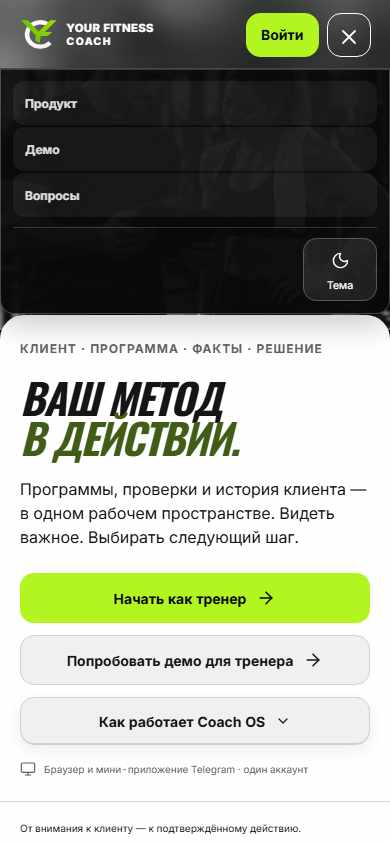 YOUR FITNESS
COACH
Войти
Продукт
Демо
Вопросы
Тема
КЛИЕНТ · ПРОГРАММА · ФАКТЫ · РЕШЕНИЕ
ВАШ МЕТОД
В ДЕЙСТВИИ.
Программы, проверки и история клиента —
в одном рабочем пространстве. Видеть
важное. Выбирать следующий шаг.
Начать как тренер
Попробовать демо для тренера
Как работает Coach OS
Браузер и мини-приложение Telegram · один аккаунт
От внимания к клиенту — к подтверждённому действию.